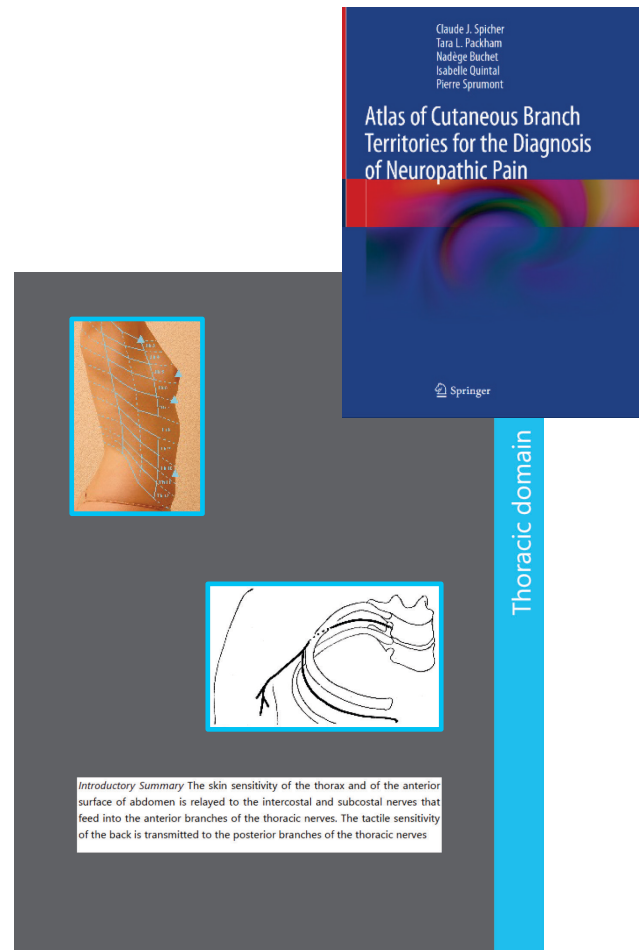 Claude J. Spicher
Tara L. Packham
Nadège Buchet
Isabelle Quintal
Pierre Sprumont
Atlas of Cutaneous Branch
Territories for the Diagnosis
of Neuropathic Pain
Springer
Thoracic domain
Introductory Summary The skin sensitivity of the thorax and of the anterior
surface of abdomen is relayed to the intercostal and subcostal nerves that
feed into the anterior branches of the thoracic nerves. The tactile sensitivity
of the back is transmitted to the posterior branches of the thoracic nerves